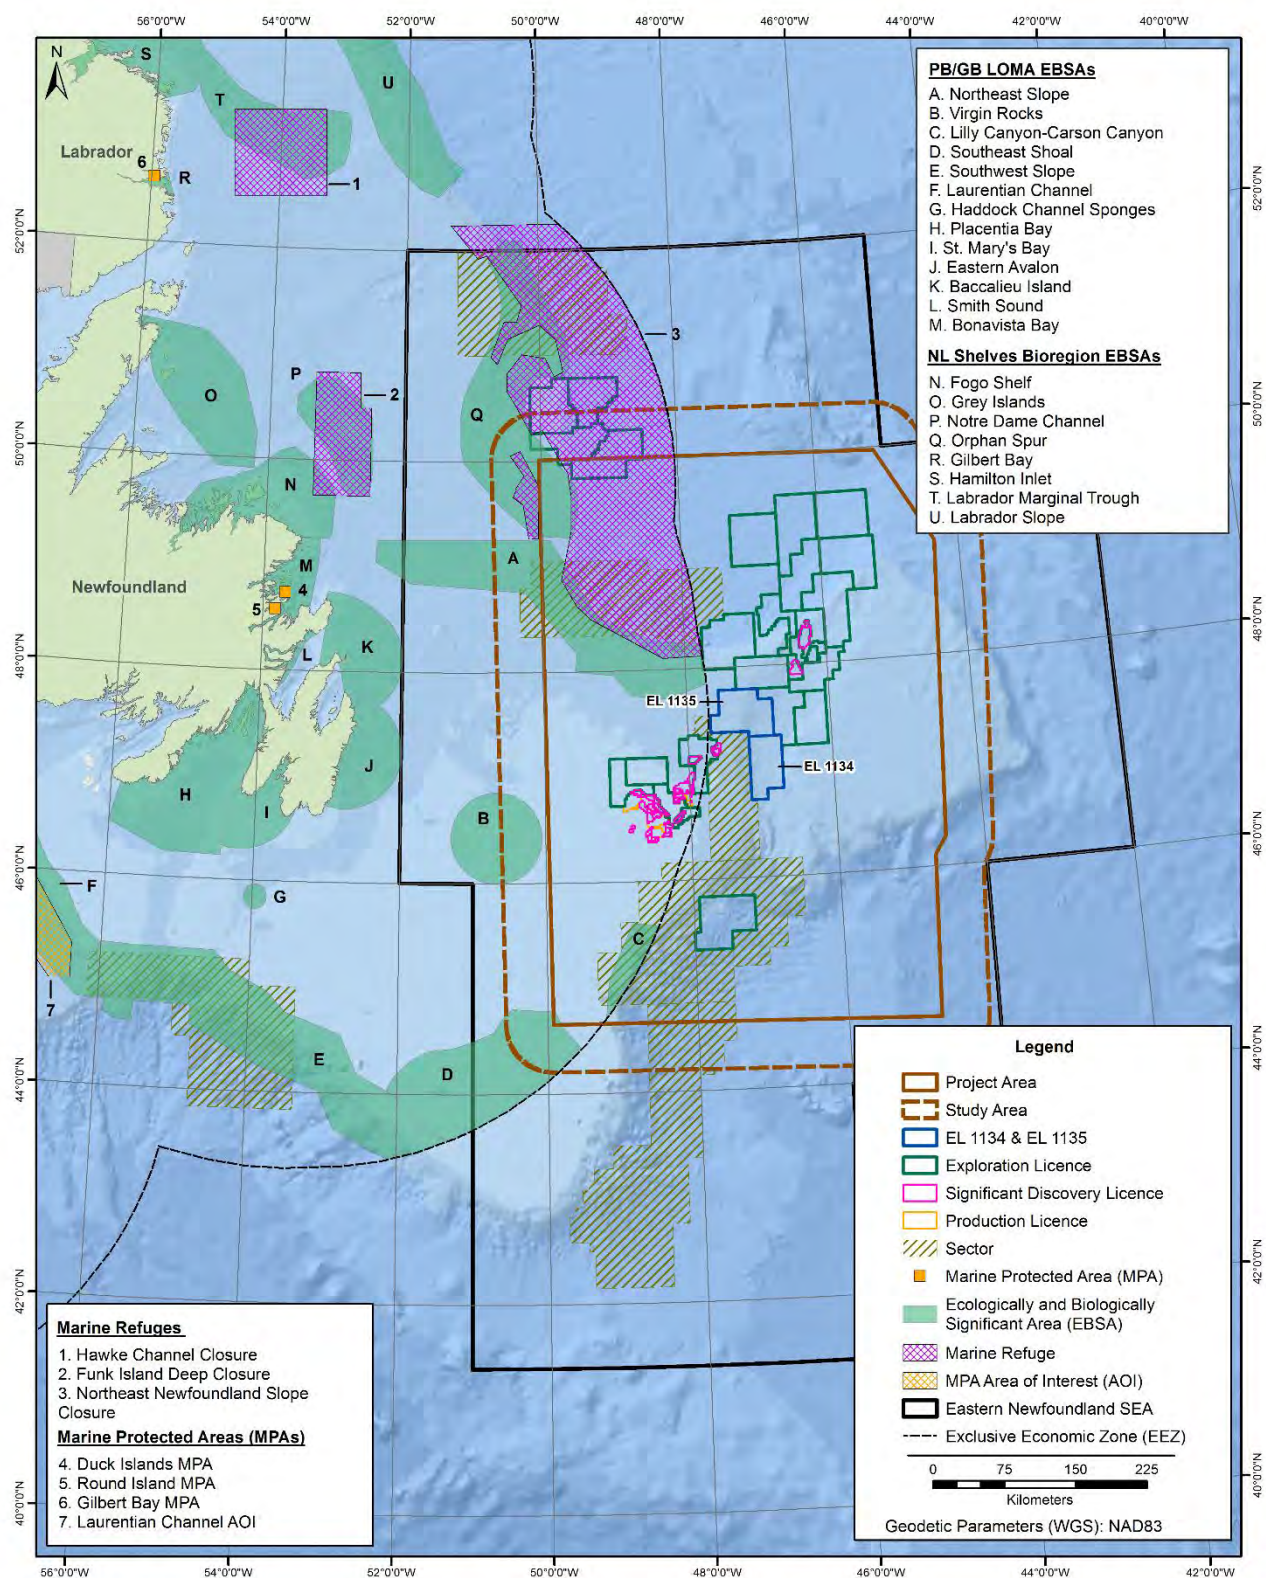 56°0'0"W 54°0'0"W 52°0'0"W 50°0'0"W 48°0'0"W 46°0'0"W 44°0'0"W 42°0'0"W 40°0'0"W
N
S
T
U
Labrador
6
R
1
52°0'0"N
52°0'0"N
PB/GB LOMA EBSAs
A. Northeast Slope
B. Virgin Rocks
C. Lilly Canyon-Carson Canyon
D. Southeast Shoal
E. Southwest Slope
F. Laurentian Channel
G. Haddock Channel Sponges
H. Placentia Bay
I. St. Mary's Bay
J. Eastern Avalon
K. Baccalieu Island
L. Smith Sound
M. Bonavista Bay
NL Shelves Bioregion EBSAs
N. Fogo Shelf
O. Grey Islands
P. Notre Dame Channel
Q. Orphan Spur
R. Gilbert Bay
S. Hamilton Inlet
T. Labrador Marginal Trough
U. Labrador Slope
3
P
O
2
Q
50°0'0"N
50°0'0"N
N
A
M
Newfoundland
4
5
K
L
48°0'0"N
48°0'0"N
EL 1135
EL 1134
J
H
I
B
46°0'0"N
46°0'0"N
F
G
C
7
E
D
44°0'0"N
44°0'0"N
Legend
Project Area
Study Area
EL 1134 & EL 1135
Exploration Licence
Significant Discovery Licence
Production Licence
Sector
Marine Protected Area (MPA)
Ecologically and Biologically
Significant Area (EBSA)
Marine Refuge
MPA Area of Interest (AOI)
Eastern Newfoundland SEA
Exclusive Economic Zone (EEZ)
0 75 150 225
Kilometers
Geodetic Parameters (WGS): NAD83
42°0'0"N
42°0'0"N
Marine Refuges
1. Hawke Channel Closure
2. Funk Island Deep Closure
3. Northeast Newfoundland Slope
Closure
Marine Protected Areas (MPAs)
4. Duck Islands MPA
5. Round Island MPA
6. Gilbert Bay MPA
7. Laurentian Channel AOI
40°0'0"N
40°0'0"N
56°0'0"W 54°0'0"W 52°0'0"W 50°0'0"W 48°0'0"W 46°0'0"W 44°0'0"W 42°0'0"W